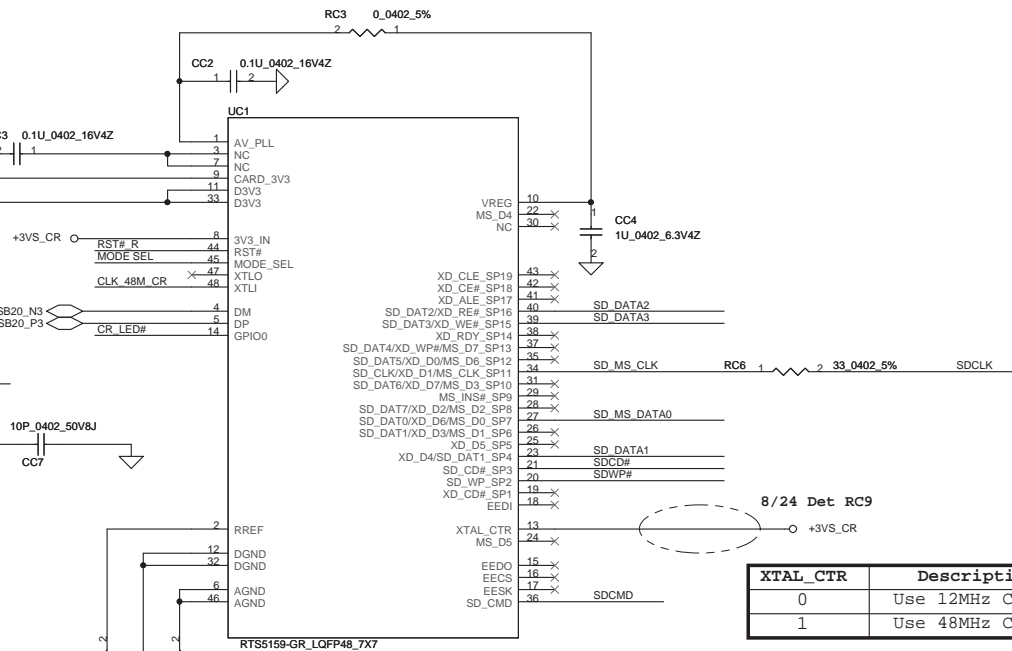 RC3 0_0402_5%
2 1
CC2 0.1U_0402_16V4Z
1 2
UC1
0.1U_0402_16V4Z
1
1 AV_PLL
3 NC
7 NC
9 CARD_3V3
11 D3V3
33 D3V3
+3VS_CR 8 3V3_IN
RST#_R 44 RST#
MODE SEL 45 MODE_SEL
47 XTLO
CLK_48M_CR 48 XTLI
SB20_N3 4 DM
SB20_P3 5 DP
CR_LED# 14 GPIO0
10P_0402_50V8J
CC7
2 RREF
12 DGND
32 DGND
6 AGND
46 AGND
2 2
RTS5159-GR_LQFP48_7X7
VREG 10
MS_D4 22
NC 30
1
CC4
1U_0402_6.3V4Z
2
XD_CLE_SP19 43
XD_CE#_SP18 42
XD_ALE_SP17 41
SD_DAT2/XD_RE#_SP16 40 SD_DATA2
SD_DAT3/XD_WE#_SP15 39 SD_DATA3
XD_RDY_SP14 38
SD_DAT4/XD_WP#/MS_D7_SP13 37
SD_DAT5/XD_D0/MS_D6_SP12 35
SD_CLK/XD_D1/MS_CLK_SP11 34 SD_MS_CLK RC6 1 2 33_0402_5% SDCLK
SD_DAT6/XD_D7/MS_D3_SP10 31
MS_INS#_SP9 29
SD_DAT7/XD_D2/MS_D2_SP8 28
SD_DAT0/XD_D6/MS_D0_SP7 27 SD_MS_DATA0
SD_DAT1/XD_D3/MS_D1_SP6 26
XD_D5_SP5 25
XD_D4/SD_DAT1_SP4 23 SD_DATA1
SD_CD#_SP3 21 SDCD#
SD_WP_SP2 20 SDWP#
XD_CD#_SP1 19
EEDI 18
8/24 Det RC9
XTAL_CTR 13 +3VS_CR
MS_D5 24
EEDO 15
EECS 16
EESK 17
SD_CMD 36 SDCMD
XTAL_CTR Descripti
0 Use 12MHz C
1 Use 48MHz C